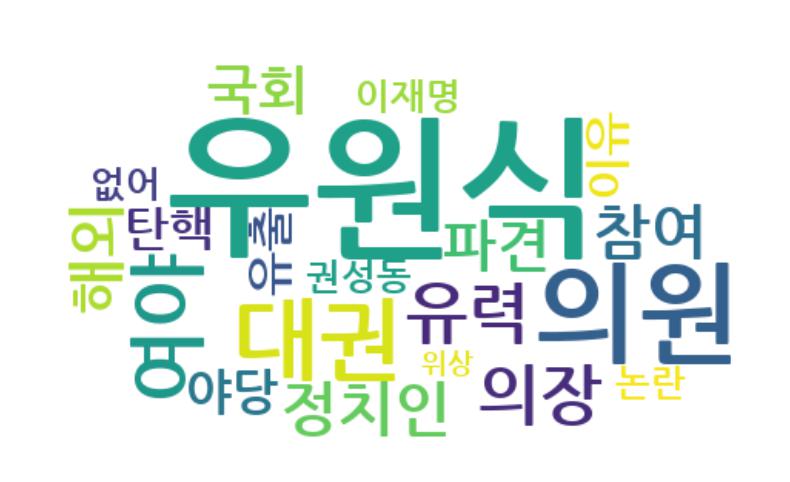 국회
이재명
우원식
이유
없어
탄핵
해외
유출
파견
참여
권성동
여야
대권
유력
의원
위상
야당
정치인
의장
논란